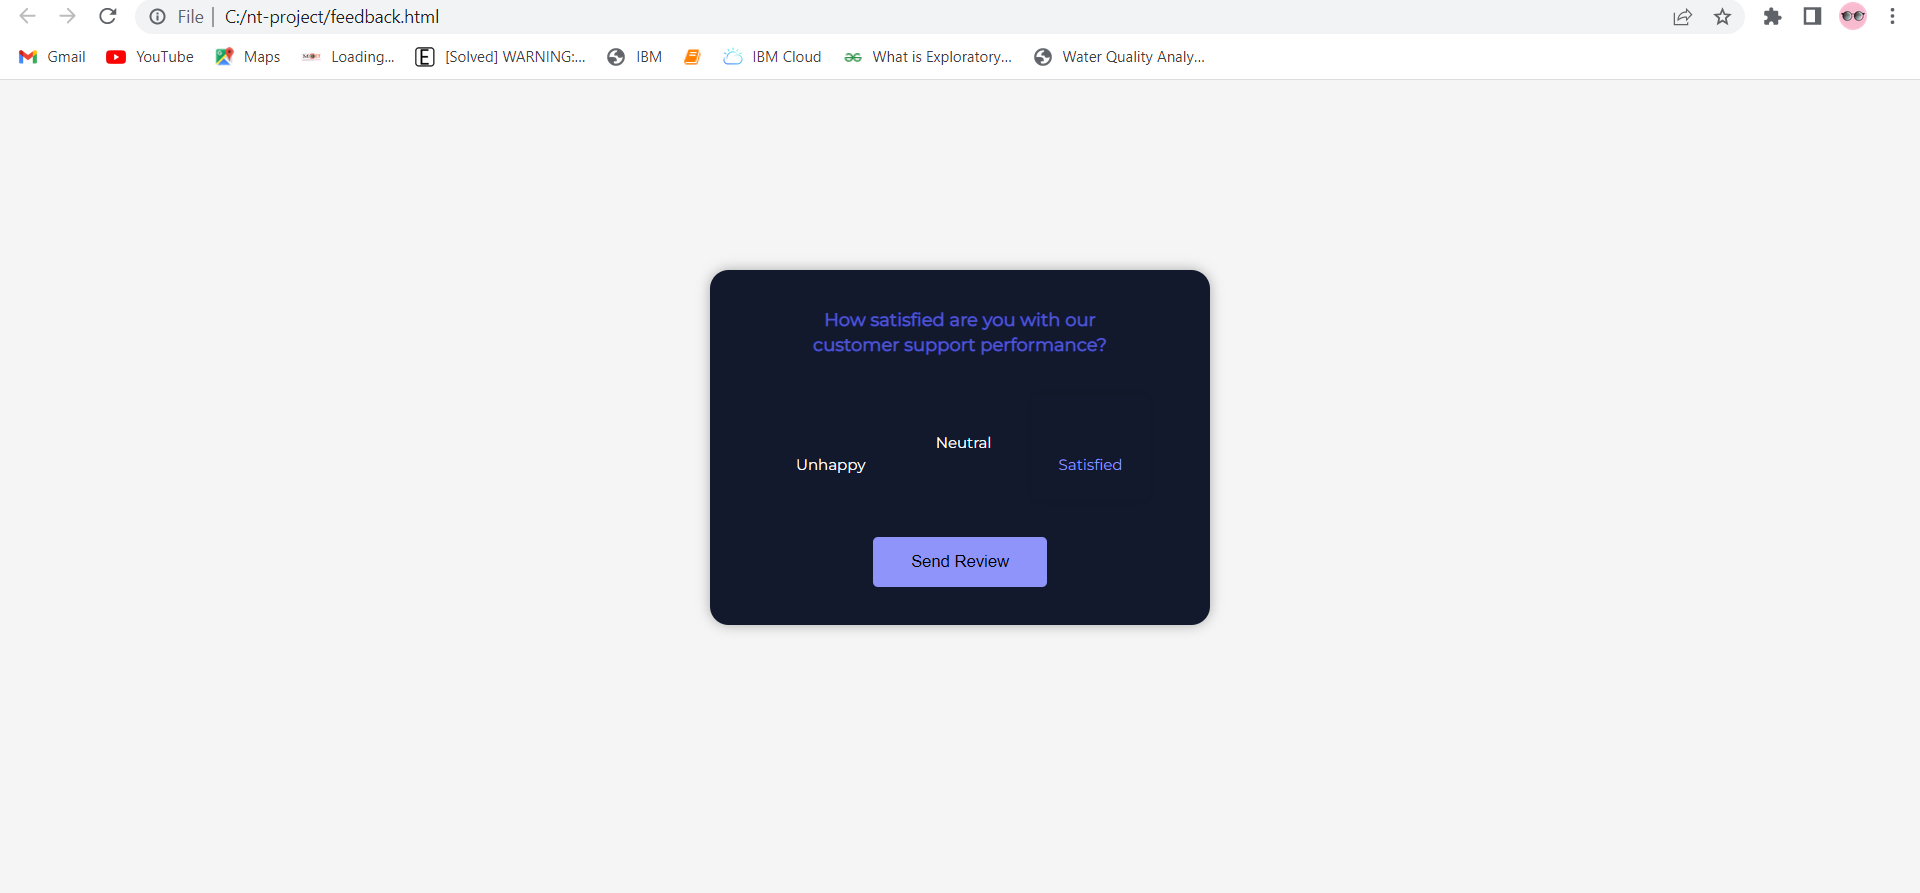 File | C:/nt-project/feedback.html
Gmail YouTube Maps Loading... E [Solved] WARNING:... IBM IBM Cloud What is Exploratory... Water Quality Analy...
How satisfied are you with our
customer support performance?
Neutral
Unhappy Satisfied
Send Review